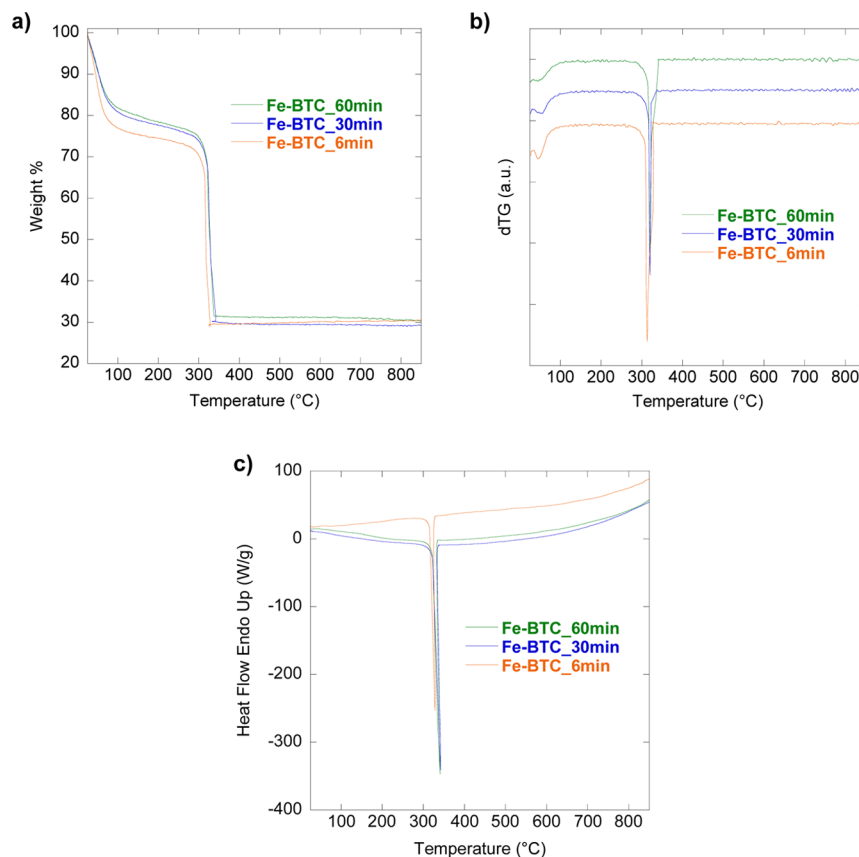 a)
100
90
80
70
60
50
40
30
20
Weight %
Fe-BTC_60min
Fe-BTC_30min
Fe-BTC_6min
100 200 300 400 500 600 700 800
Temperature (°C)
b)
dTG (a.u.)
Fe-BTC_60min
Fe-BTC_30min
Fe-BTC_6min
100 200 300 400 500 600 700 800
Temperature (°C)
c)
100
0
-100
-200
-300
-400
Heat Flow Endo Up (W/g)
Fe-BTC_60min
Fe-BTC_30min
Fe-BTC_6min
100 200 300 400 500 600 700 800
Temperature (°C)